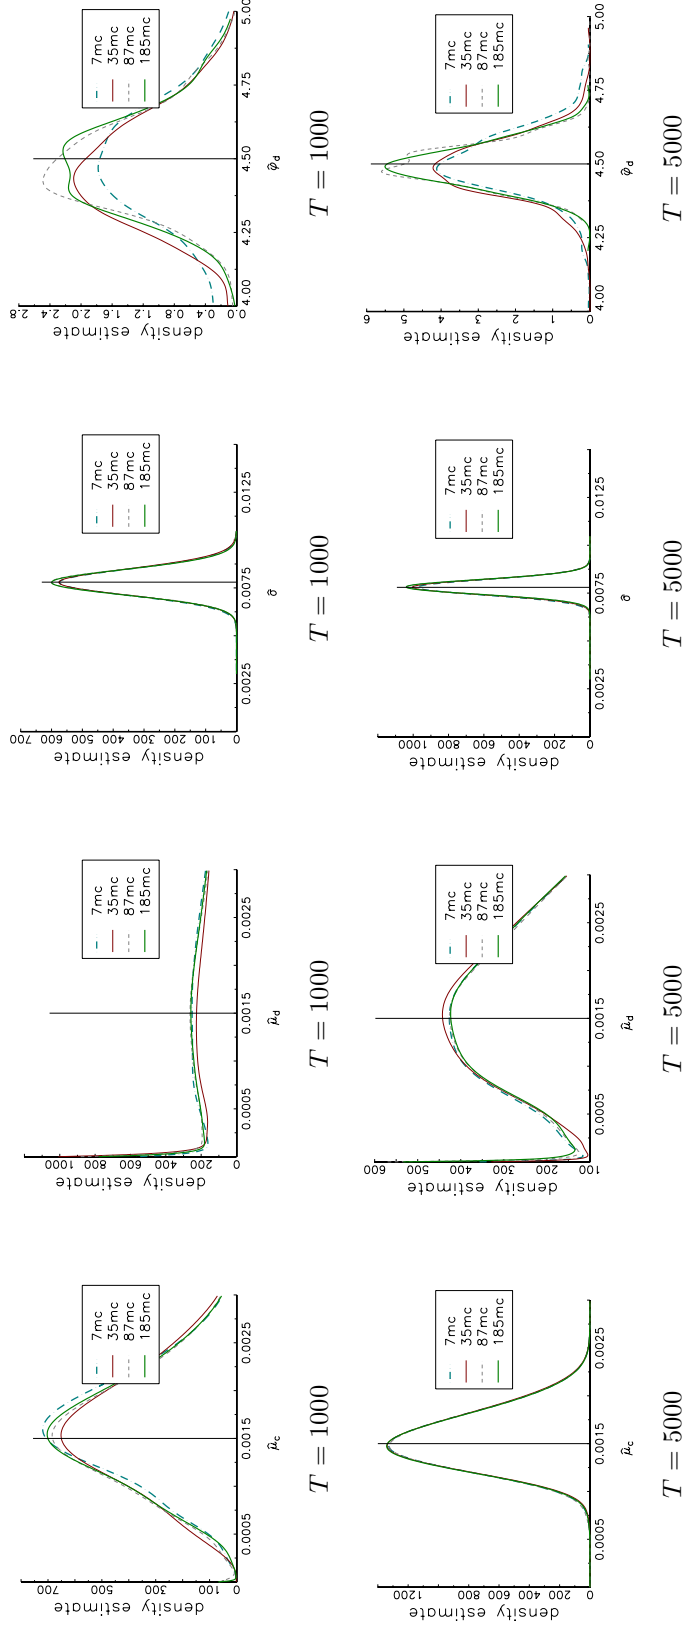 density estimate
100 300 500 700
7mc
35mc
87mc
185mc
0.0005 0.0015 0.0025
μ̂c
T = 1000
density estimate
0 200 400 600 800 1000
7mc
35mc
87mc
185mc
0.0005 0.0015 0.0025
μ̂d
T = 1000
density estimate
0 100 200 300 400 500 600 700
7mc
35mc
87mc
185mc
0.0025 0.0075 0.0125
σ̂
T = 1000
density estimate
0.0 0.4 0.8 1.2 1.6 2.0 2.4 2.8
7mc
35mc
87mc
185mc
4.00 4.25 4.50 4.75 5.00
φ̂d
T = 1000
density estimate
0 200 400 600 800 1000 1200
7mc
35mc
87mc
185mc
0.0005 0.0015 0.0025
μ̂c
T = 5000
density estimate
100 200 300 400 500 600
7mc
35mc
87mc
185mc
0.0005 0.0015 0.0025
μ̂d
T = 5000
density estimate
0 200 400 600 800 1000
7mc
35mc
87mc
185mc
0.0025 0.0075 0.0125
σ̂
T = 5000
density estimate
0 1 2 3 4 5 6
7mc
35mc
87mc
185mc
4.00 4.25 4.50 4.75 5.00
φ̂d
T = 5000